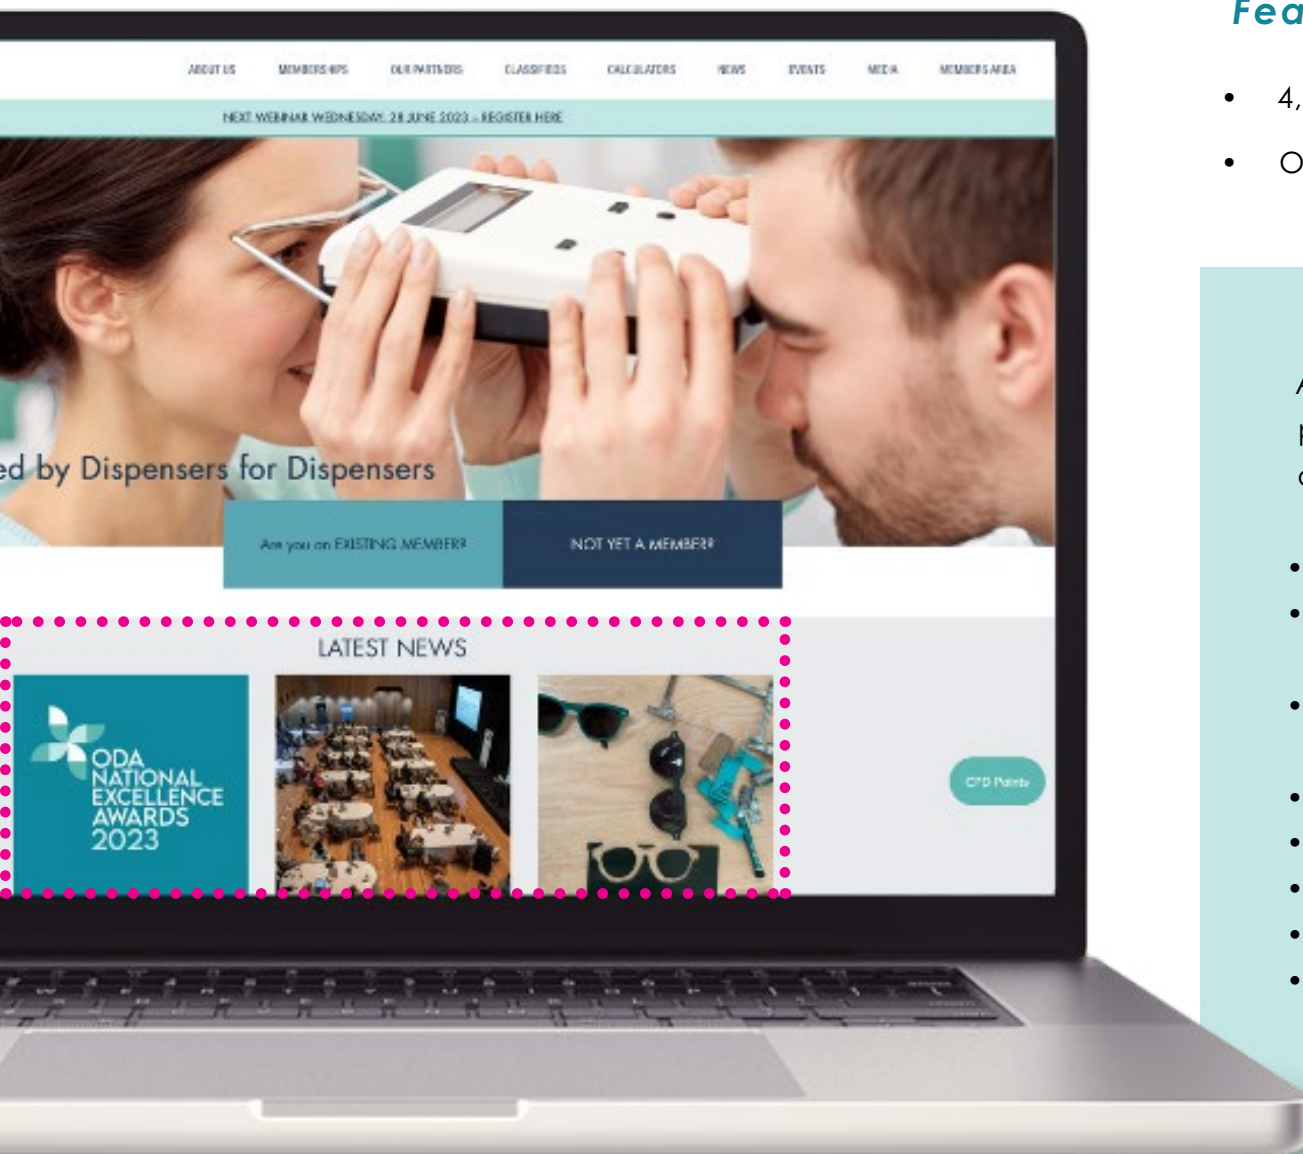 ABOUT US MEMBERSHIPS OUR PARTNERS CLASSIFIEDS CALCULATORS NEWS EVENTS MEDIA MEMBERS AREA
NEXT WEBINAR WEDNESDAY, 28 JUNE 2023 – REGISTER HERE
ed by Dispensers for Dispensers
Are you an EXISTING MEMBER?
NOT YET A MEMBER?
LATEST NEWS
ODA
NATIONAL
EXCELLENCE
AWARDS
2023
CPD Points
Fea
• 4,
• O